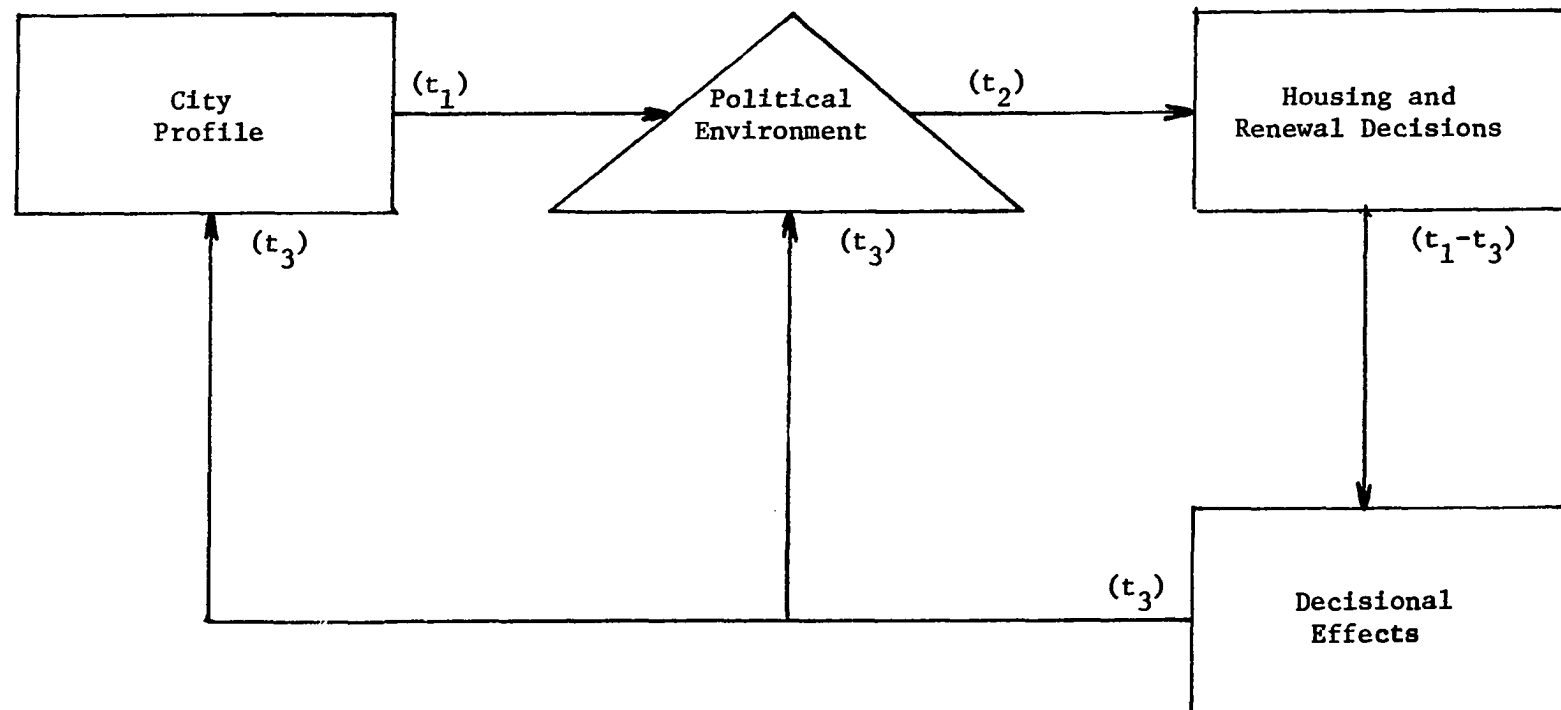 City
Profile
(t₁)
Political
Environment
(t₂)
Housing and
Renewal Decisions
(t₃)
(t₃)
(t₁-t₃)
(t₃)
Decisional
Effects